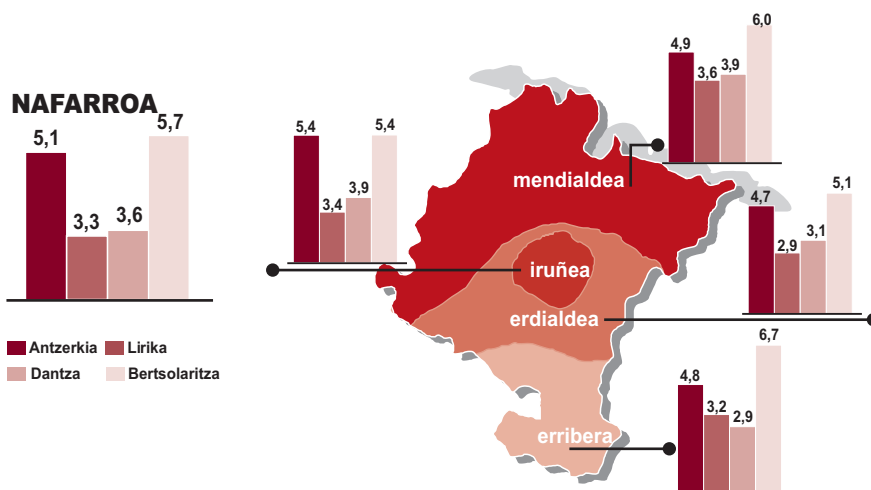 NAFARROA
5,1
3,3
3,6
5,7
Antzerkia
Lirika
Dantza
Bertsolaritza
5,4
3,4
3,9
5,4
iruñea
4,9
3,6
3,9
6,0
mendialdea
4,7
2,9
3,1
5,1
erdialdea
4,8
3,2
2,9
6,7
erribera